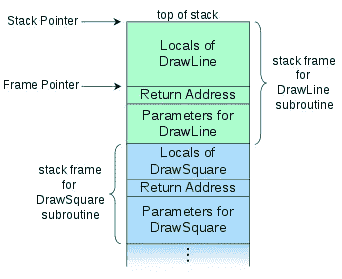 top of stack
Stack Pointer
Locals of
DrawLine
stack frame
for
DrawLine
subroutine
Frame Pointer
Return Address
Parameters for
DrawLine
stack frame
for
DrawSquare
subroutine
Locals of
DrawSquare
Return Address
Parameters for
DrawSquare